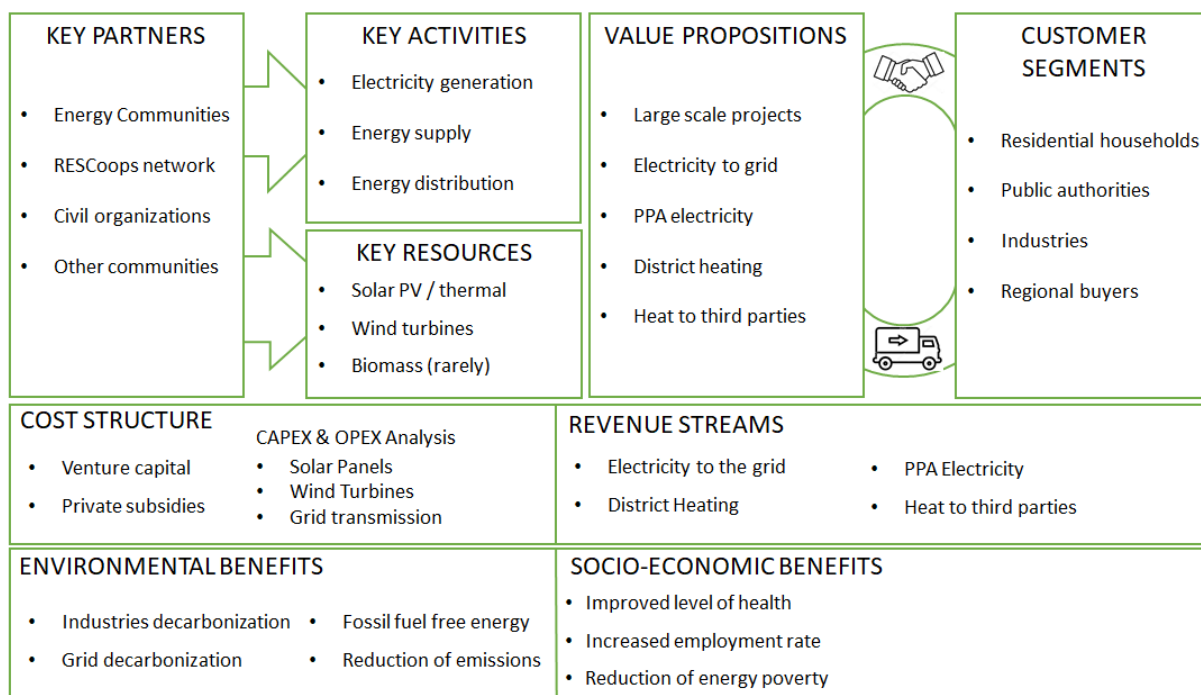 KEY PARTNERS
• Energy Communities
• RESCoops network
• Civil organizations
• Other communities
KEY ACTIVITIES
• Electricity generation
• Energy supply
• Energy distribution
KEY RESOURCES
• Solar PV / thermal
• Wind turbines
• Biomass (rarely)
VALUE PROPOSITIONS
• Large scale projects
• Electricity to grid
• PPA electricity
• District heating
• Heat to third parties
CUSTOMER
SEGMENTS
• Residential households
• Public authorities
• Industries
• Regional buyers
COST STRUCTURE
• Venture capital
• Private subsidies
CAPEX & OPEX Analysis
• Solar Panels
• Wind Turbines
• Grid transmission
REVENUE STREAMS
• Electricity to the grid
• District Heating
• PPA Electricity
• Heat to third parties
ENVIRONMENTAL BENEFITS
• Industries decarbonization
• Grid decarbonization
• Fossil fuel free energy
• Reduction of emissions
SOCIO-ECONOMIC BENEFITS
• Improved level of health
• Increased employment rate
• Reduction of energy poverty